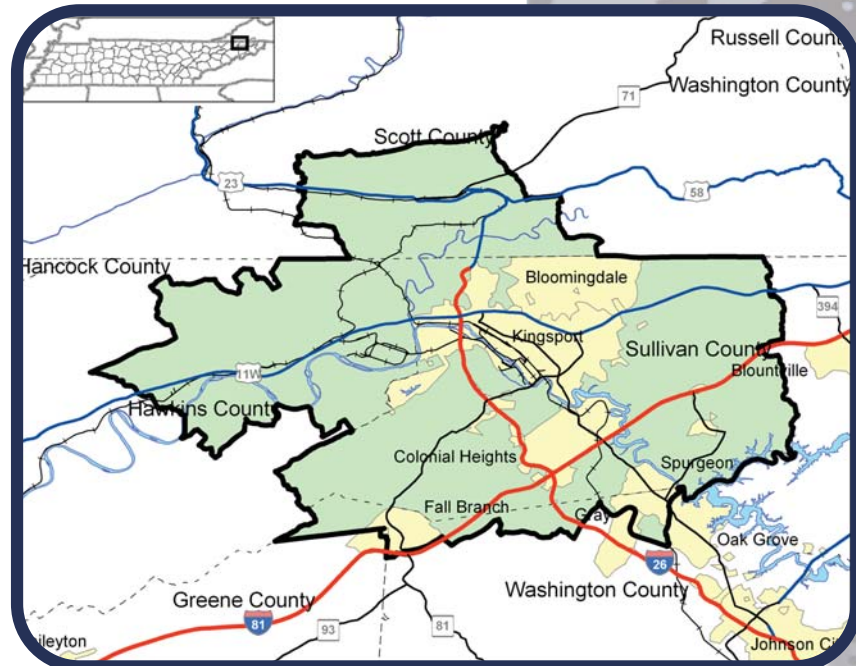 Russell Count
Washington County
71
Scott County
23
58
Hancock County
Bloomingdale
394
Kingsport
Sullivan County
Blountville
11W
Hawkins County
Colonial Heights
Spurgeon
Fall Branch
Gray
Oak Grove
26
Washington County
Greene County
81
93
81
ileyton
Johnson Cit